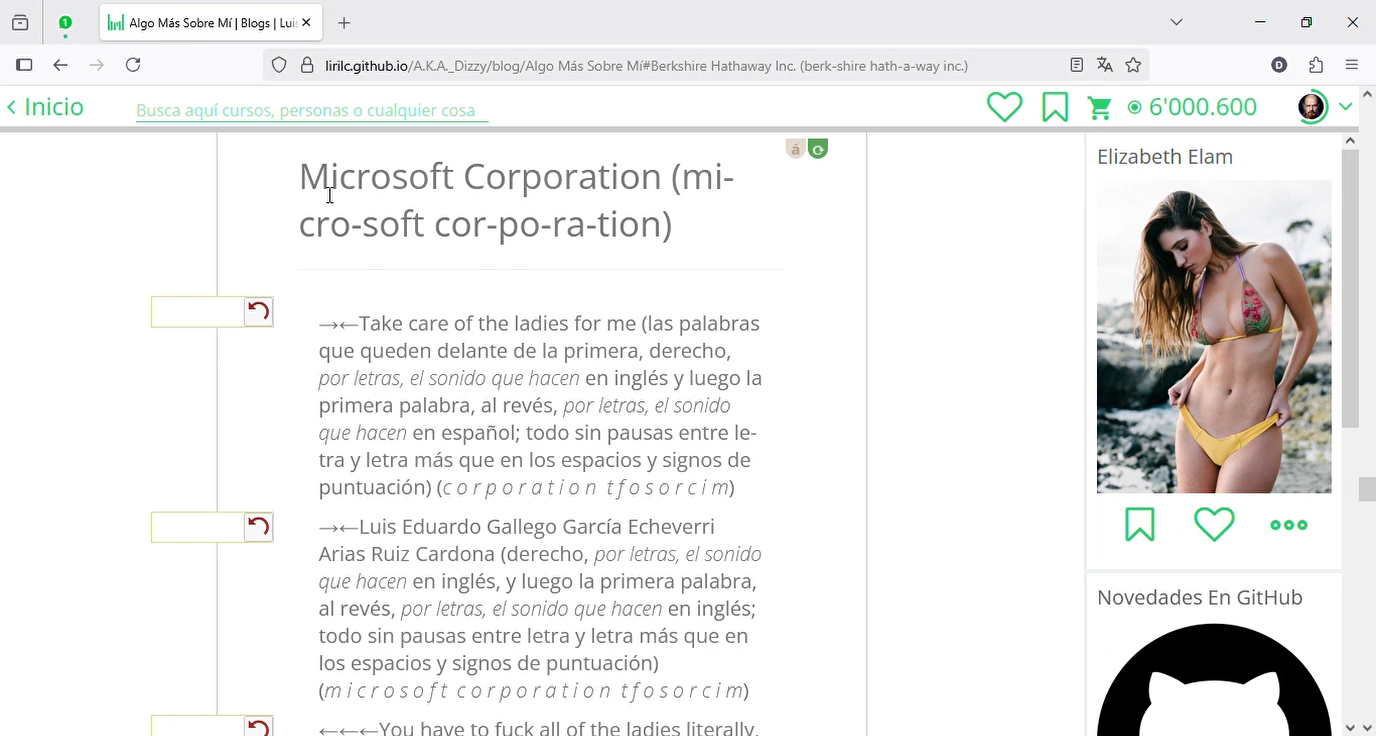 1
Algo Más Sobre Mí | Blogs | Luis
lirilc.github.io/A.K.A._Dizzy/blog/Algo Más Sobre Mí#Berkshire Hathaway Inc. (berk-shire hath-a-way inc.)
D
Inicio
Busca aquí cursos, personas o cualquier cosa
6'000.600
á
Microsoft Corporation (mi-
cro-soft cor-po-ra-tion)
→←Take care of the ladies for me (las palabras
que queden delante de la primera, derecho,
por letras, el sonido que hacen en inglés y luego la
primera palabra, al revés, por letras, el sonido
que hacen en español; todo sin pausas entre le-
tra y letra más que en los espacios y signos de
puntuación) (c o r p o r a t i o n t f o s o r c i m)
→←Luis Eduardo Gallego García Echeverri
Arias Ruiz Cardona (derecho, por letras, el sonido
que hacen en inglés, y luego la primera palabra,
al revés, por letras, el sonido que hacen en inglés;
todo sin pausas entre letra y letra más que en
los espacios y signos de puntuación)
(m i c r o s o f t c o r p o r a t i o n t f o s o r c i m)
←←←You have to fuck all of the ladies literally,
Elizabeth Elam
Novedades En GitHub